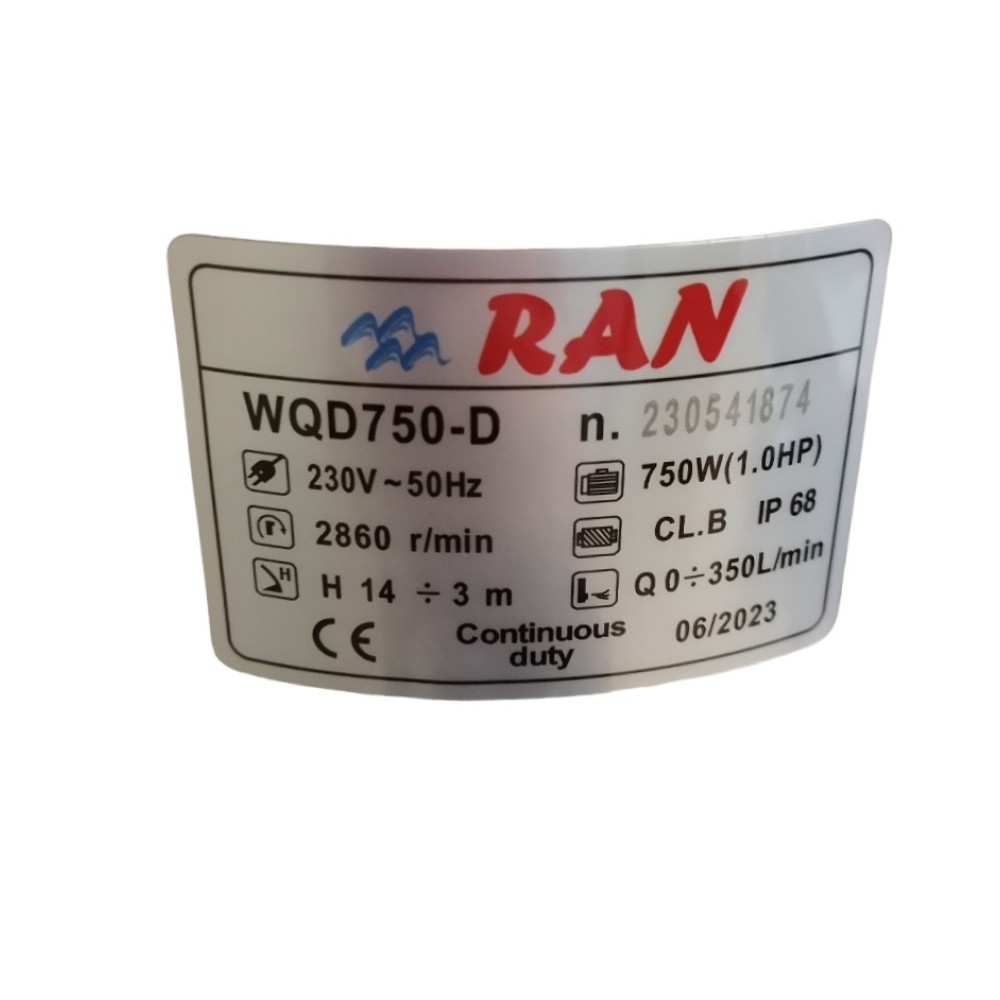 RAN
WQD750-D n. 230541874
230V~50Hz 750W(1.0HP)
2860 r/min CL.B IP 68
H
H 14 ÷ 3 m Q 0÷350L/min
CE Continuous duty 06/2023